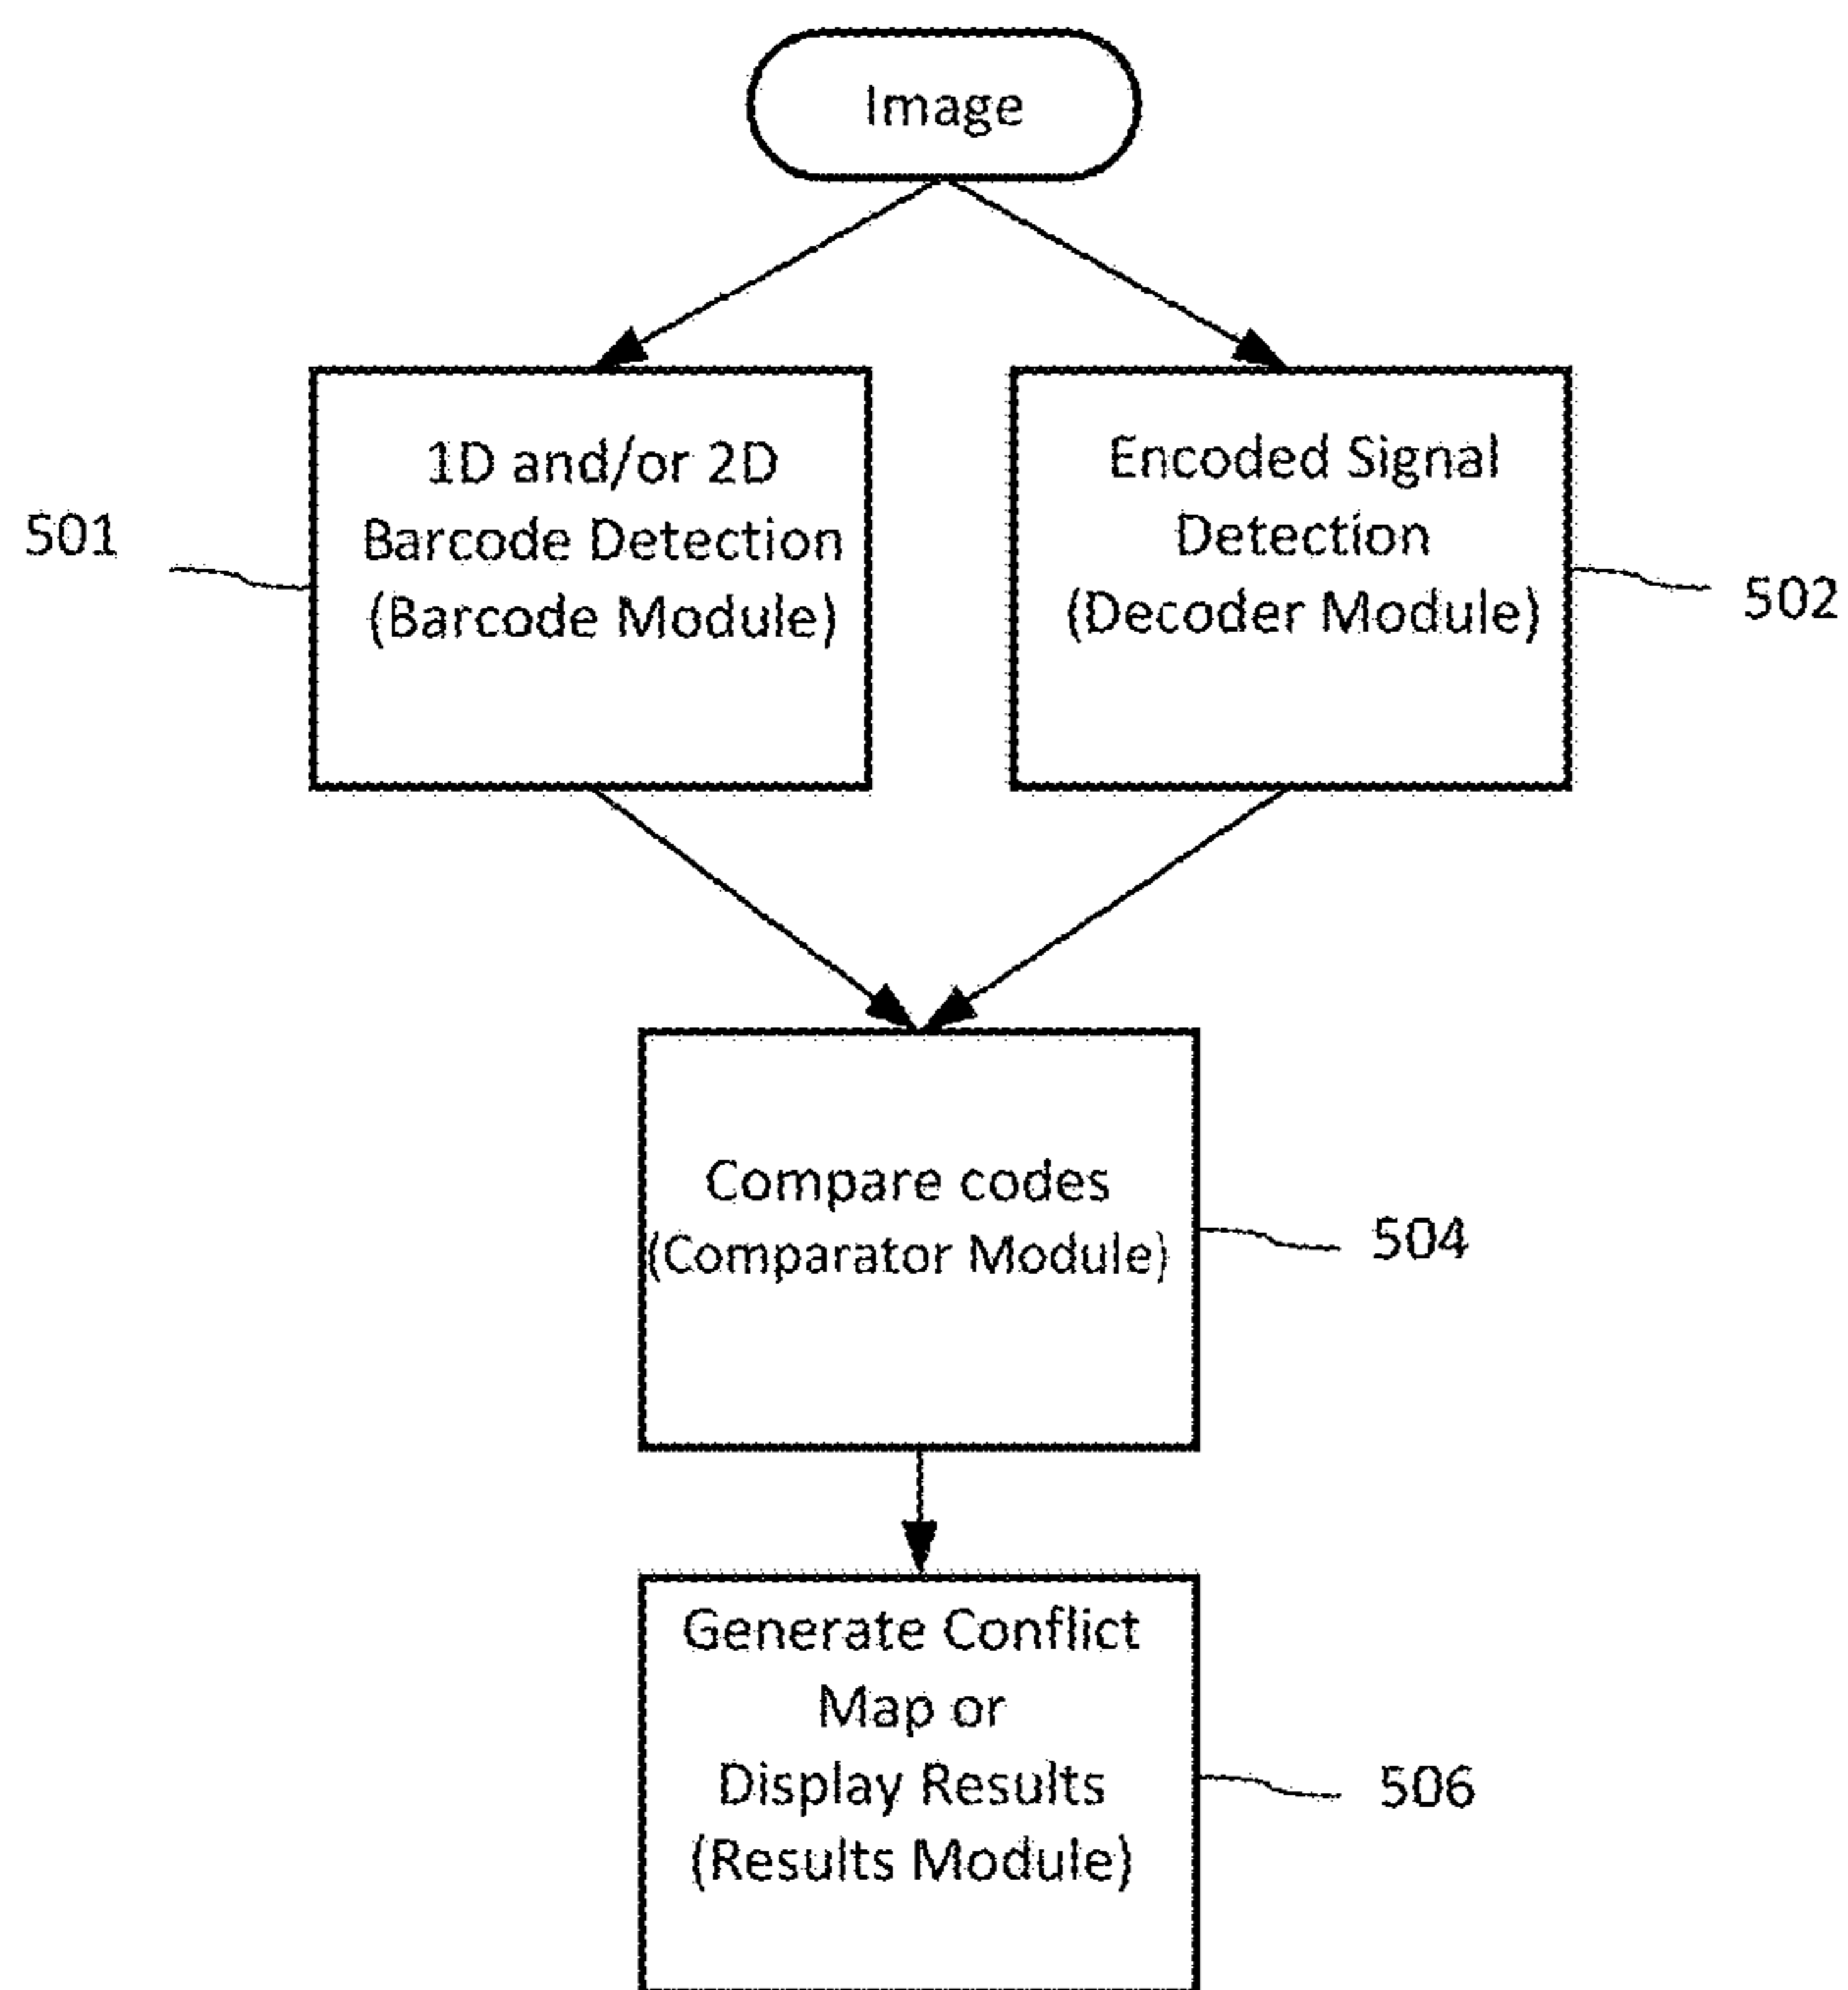 Image
1D and/or 2D
Barcode Detection
(Barcode Module)
501
Encoded Signal
Detection
(Decoder Module)
502
Compare codes
(Comparator Module)
504
Generate Conflict
Map or
Display Results
(Results Module)
506